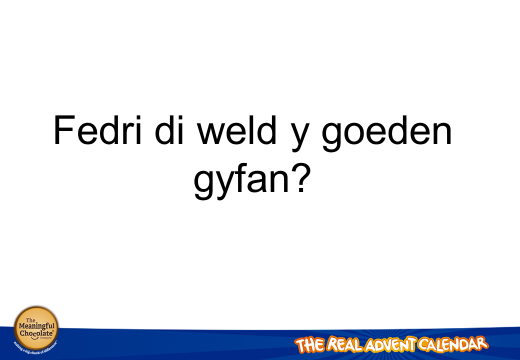 Fedri di weld y goeden
gyfan?
The
Meaningful
Chocolate
THE REAL ADVENT CALENDAR